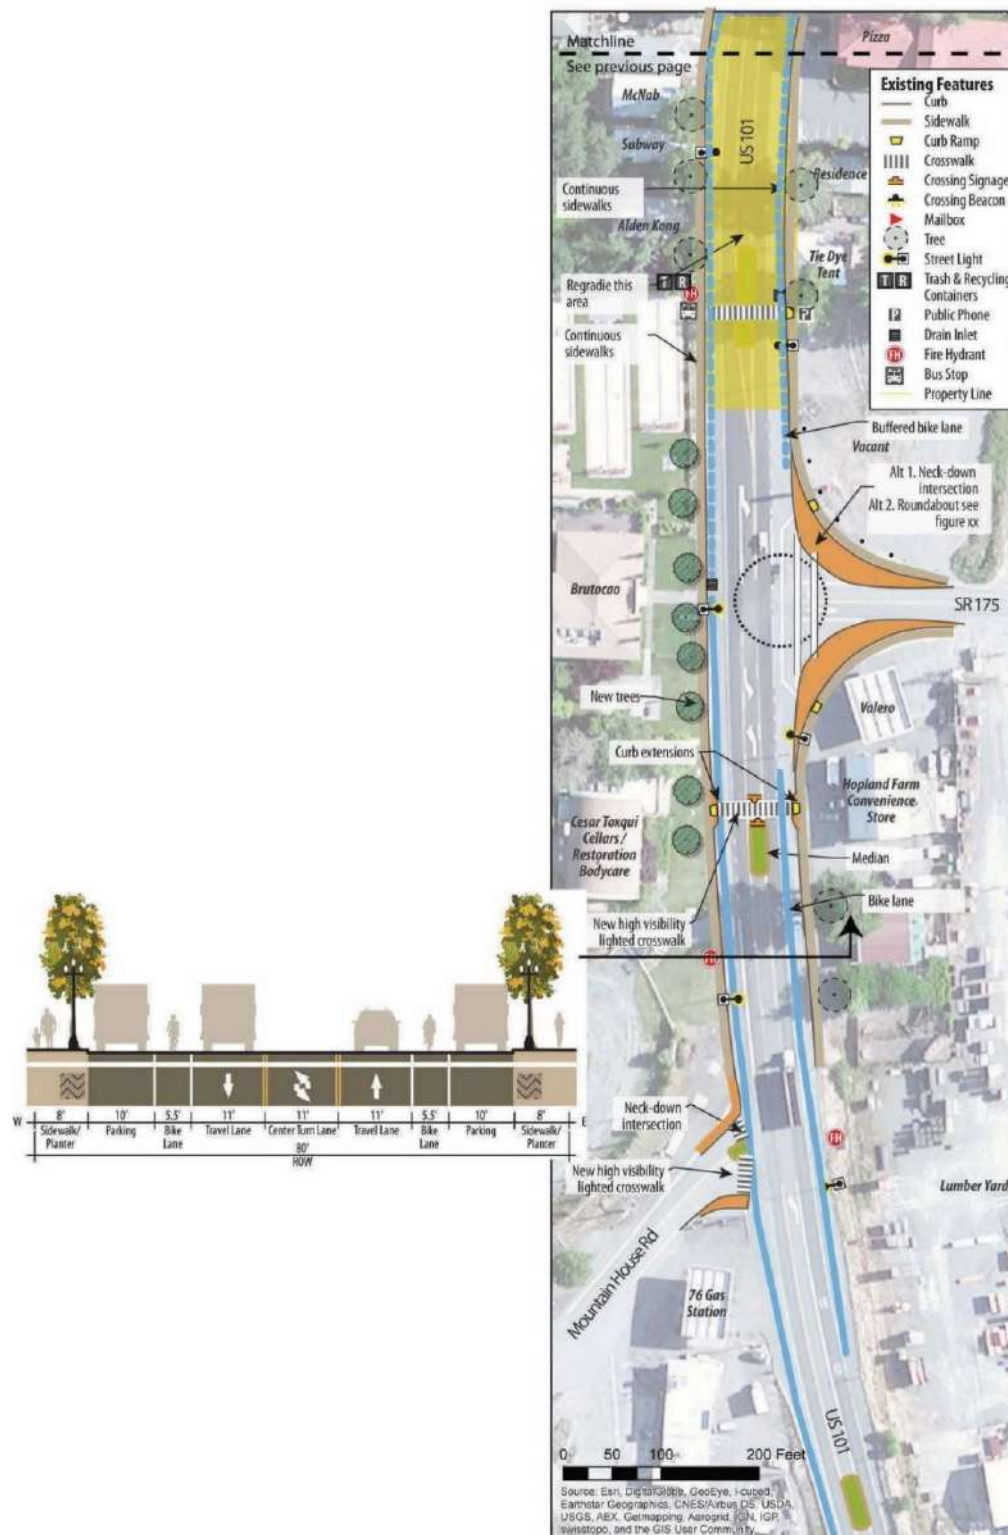 Matchline
See previous page
Pizza
McNab
Subway
US 101
Residence
Continuous
sidewalks
Alden Kong
Tie Dye
Tent
Regradie this
area
T R
FH
P
Continuous
sidewalks
Existing Features
Curb
Sidewalk
Curb Ramp
Crosswalk
Crossing Signage
Crossing Beacon
Mailbox
Tree
Street Light
T R Trash & Recycling
Containers
P Public Phone
Drain Inlet
FH Fire Hydrant
Bus Stop
Property Line
Buffered bike lane
Vacant
Alt 1. Neck-down
intersection
Alt 2. Roundabout see
figure xx
Brutocao
SR 175
New trees
Valero
Curb extensions
Hopland Farm
Convenience
Store
Cesar Toxqui
Cellars /
Restoration
Bodycare
Median
Bike lane
New high visibility
lighted crosswalk
FH
Neck-down
intersection
FH
New high visibility
lighted crosswalk
Lumber Yard
Mountain House Rd
76 Gas
Station
US 101
0 50 100 200 Feet
Source: Esri, DigitalGlobe, GeoEye, i-cubed,
Earthstar Geographics, CNES/Airbus DS, USDA,
USGS, AEX, Getmapping, Aerogrid, IGN, IGP,
swisstopo, and the GIS User Community
W 8' 10' 5.5' 11' 11' 11' 5.5' 10' 8' E
Sidewalk/ Planter Parking Bike Lane Travel Lane Center Turn Lane Travel Lane Bike Lane Parking Sidewalk/ Planter
80'
ROW